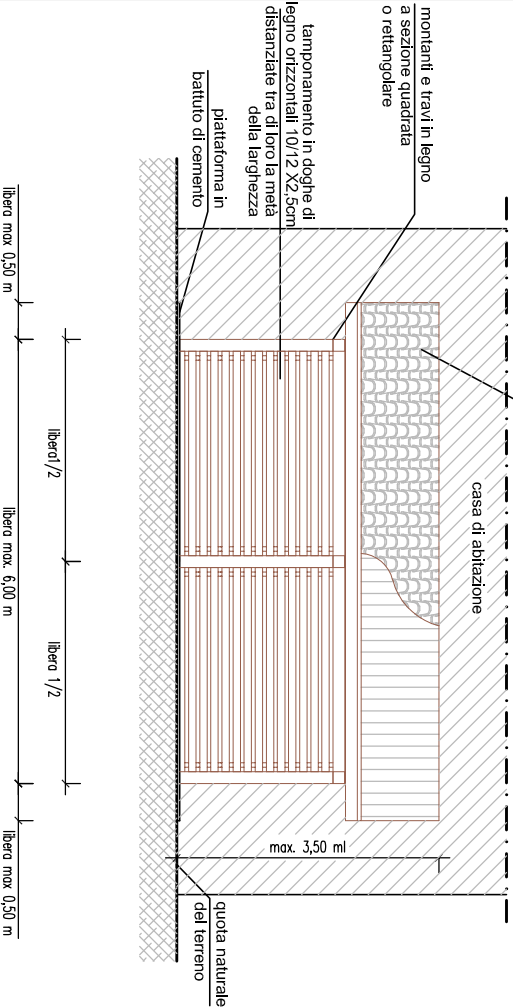 montanti e travi in legno
a sezione quadrata
o rettangolare
tamponamento in doghe di
legno orizzontali 10/12 X2,5cm
distanziate tra di loro la metà
della larghezza
piattaforma in
battuto di cemento
casa di abitazione
max. 3,50 ml
quota naturale
del terreno
libera1/2
libera 1/2
libera max 0,50 m
libera max. 6,00 m
libera max 0,50 m